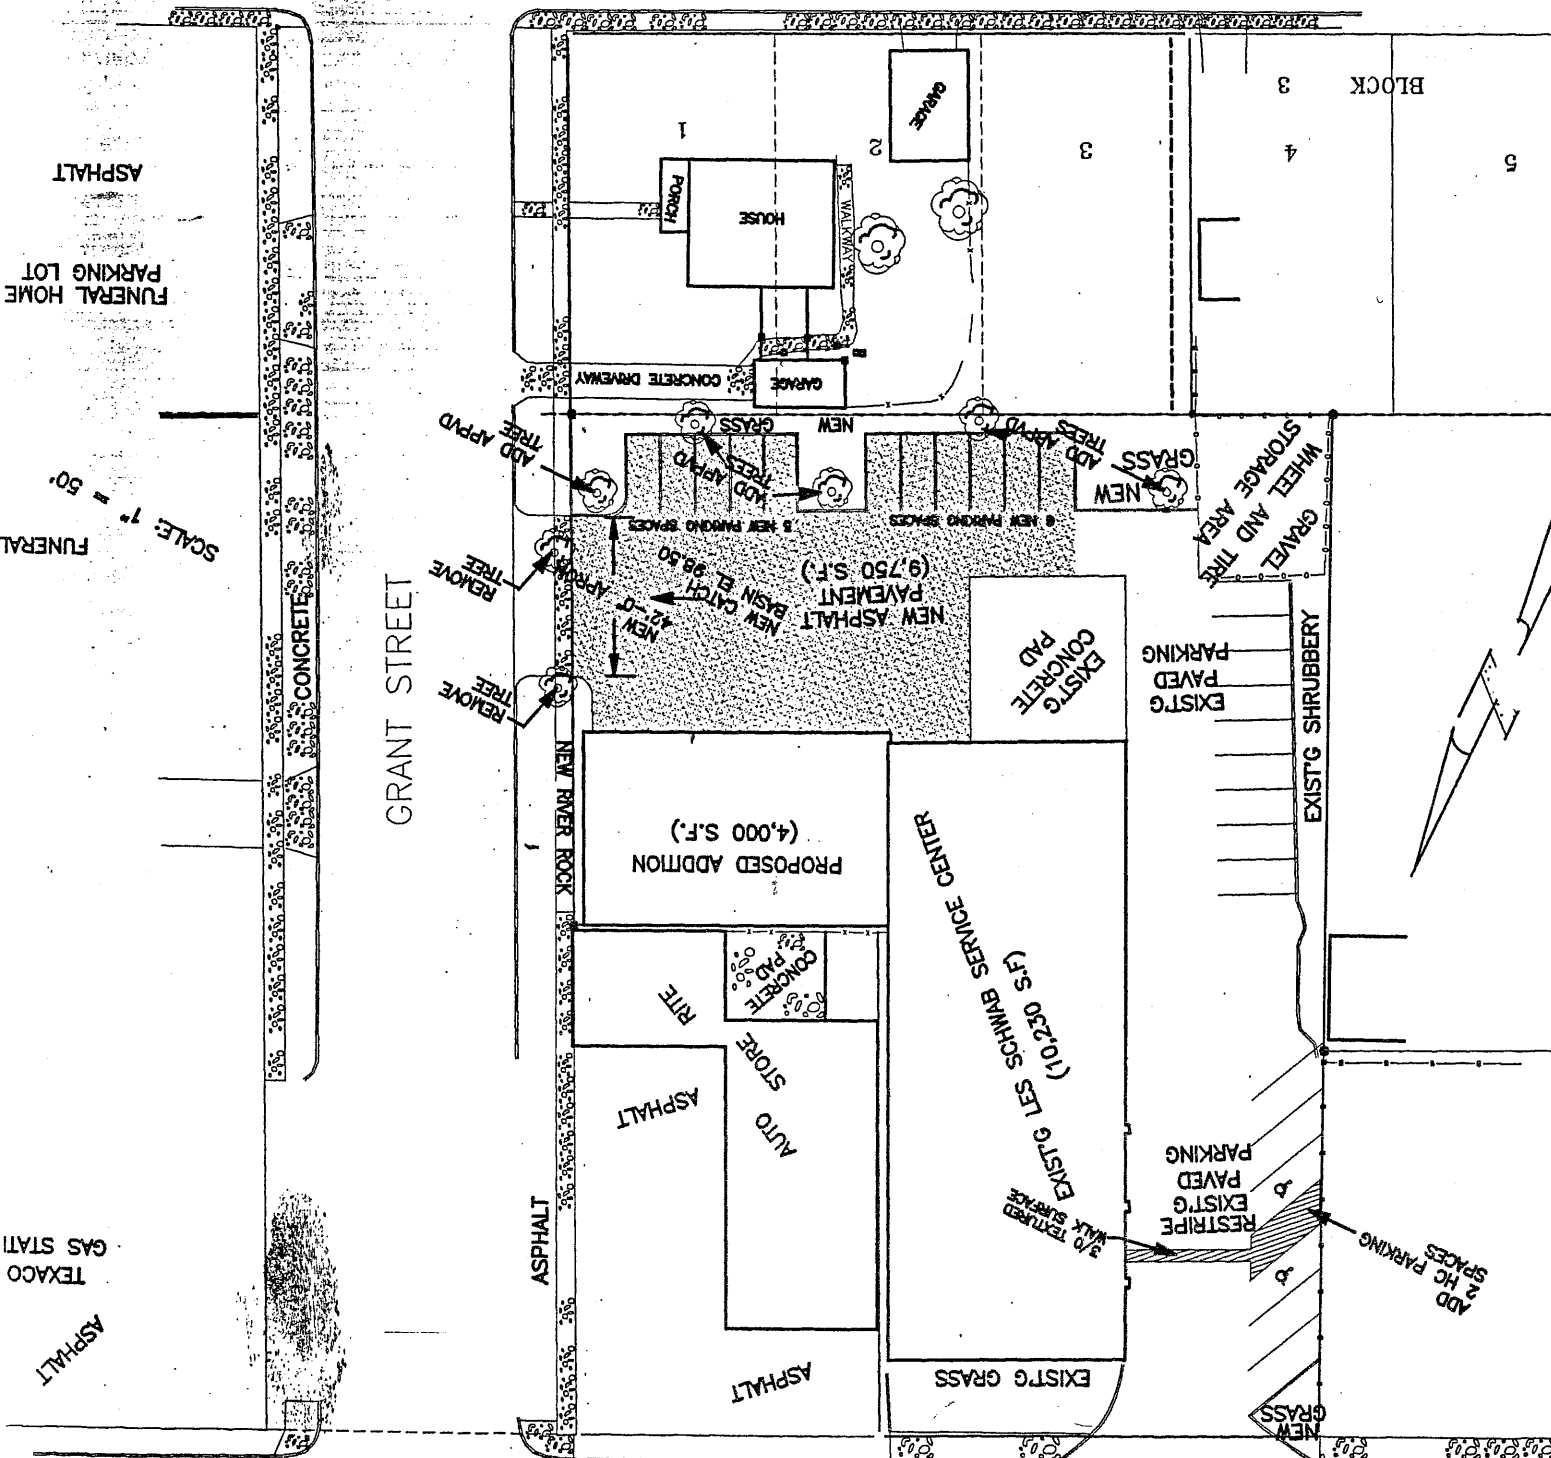 BLOCK 3
1
2
3
4
5
GARAGE
PORCH
HOUSE
WALKWAY
GARAGE
CONCRETE DRIVEWAY
ASPHALT
FUNERAL HOME
PARKING LOT
FUNERAL
SCALE: 1" = 50'
CONCRETE
GRANT STREET
ADD APPVD
TREE
NEW GRASS
ADD APPVD
TREES
ADD APPVD
TREES
NEW
GRASS
GRAVEL
WHEEL AND TIRE
STORAGE AREA
REMOVE
TREE
REMOVE
TREE
5 NEW PARKING SPACES
6 NEW PARKING SPACES
NEW
42'-0"
NEW CATCH
BASIN EL 98.50
NEW ASPHALT
PAVEMENT
(9,750 S.F.)
EXIST'G
CONCRETE
PAD
EXIST'G
PAVED
PARKING
EXIST'G SHRUBBERY
NEW RIVER ROCK
PROPOSED ADDITION
(4,000 S.F.)
EXIST'G LES SCHWAB SERVICE CENTER
(10,230 S.F)
CONCRETE
PAD
RITE
AUTO STORE
ASPHALT
ASPHALT
ASPHALT
3/0 TEXTURED
WALK SURFACE
RESTRIPE
EXIST'G
PAVED
PARKING
ADD
2 HC PARKING
SPACES
EXIST'G GRASS
NEW
GRASS
TEXACO
GAS STATI
ASPHALT